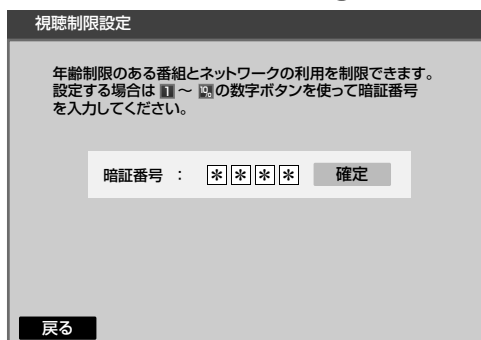 視聴制限設定
年齢制限のある番組とネットワークの利用を制限できます。
設定する場合は 1 ～ 10/0 の数字ボタンを使って暗証番号
を入力してください。
暗証番号 ： ＊ ＊ ＊ ＊ 確定
戻る